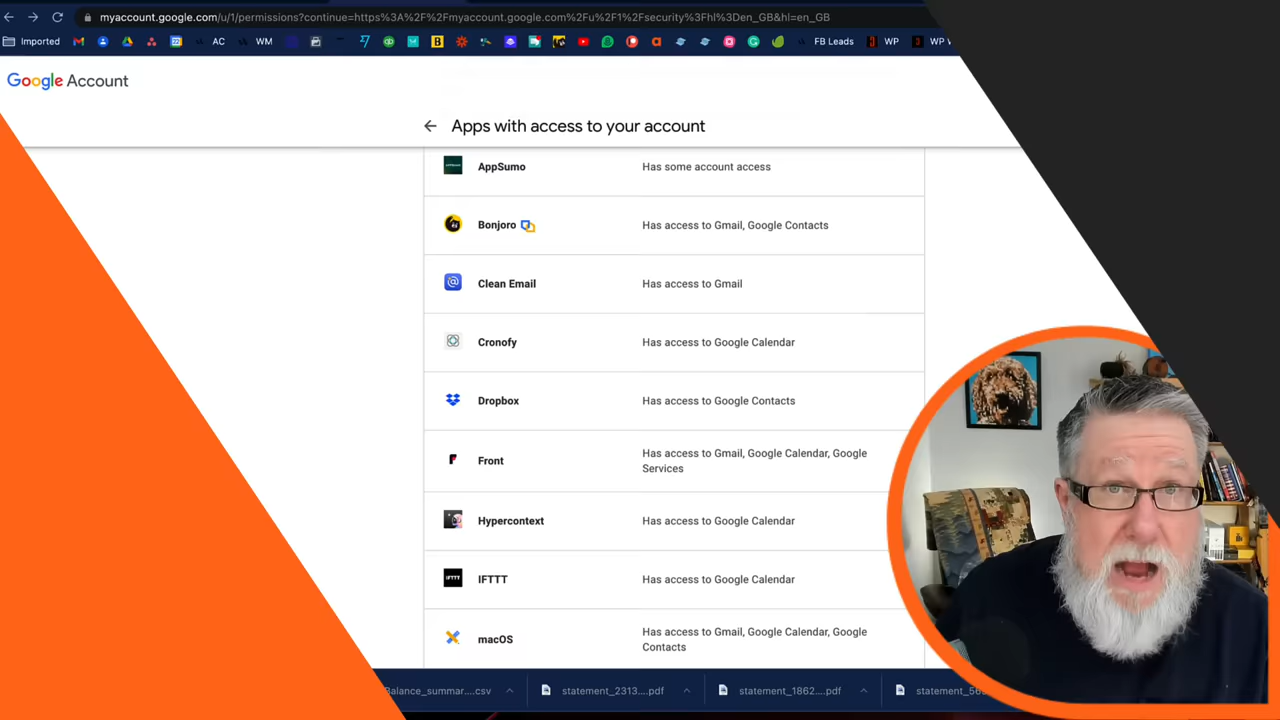 myaccount.google.com/u/1/permissions?continue=https%3A%2F%2Fmyaccount.google.com%2Fu%2F1%2Fsecurity%3Fhl%3Den_GB&hl=en_GB
Imported AC WM FB Leads WP WP
Google Account
Apps with access to your account
AppSumo Has some account access
Bonjoro Has access to Gmail, Google Contacts
Clean Email Has access to Gmail
Cronofy Has access to Google Calendar
Dropbox Has access to Google Contacts
Front Has access to Gmail, Google Calendar, Google
Services
Hypercontext Has access to Google Calendar
IFTTT IFTTT Has access to Google Calendar
macOS Has access to Gmail, Google Calendar, Google
Contacts
Balance_summar....csv statement_2313....pdf statement_1862....pdf